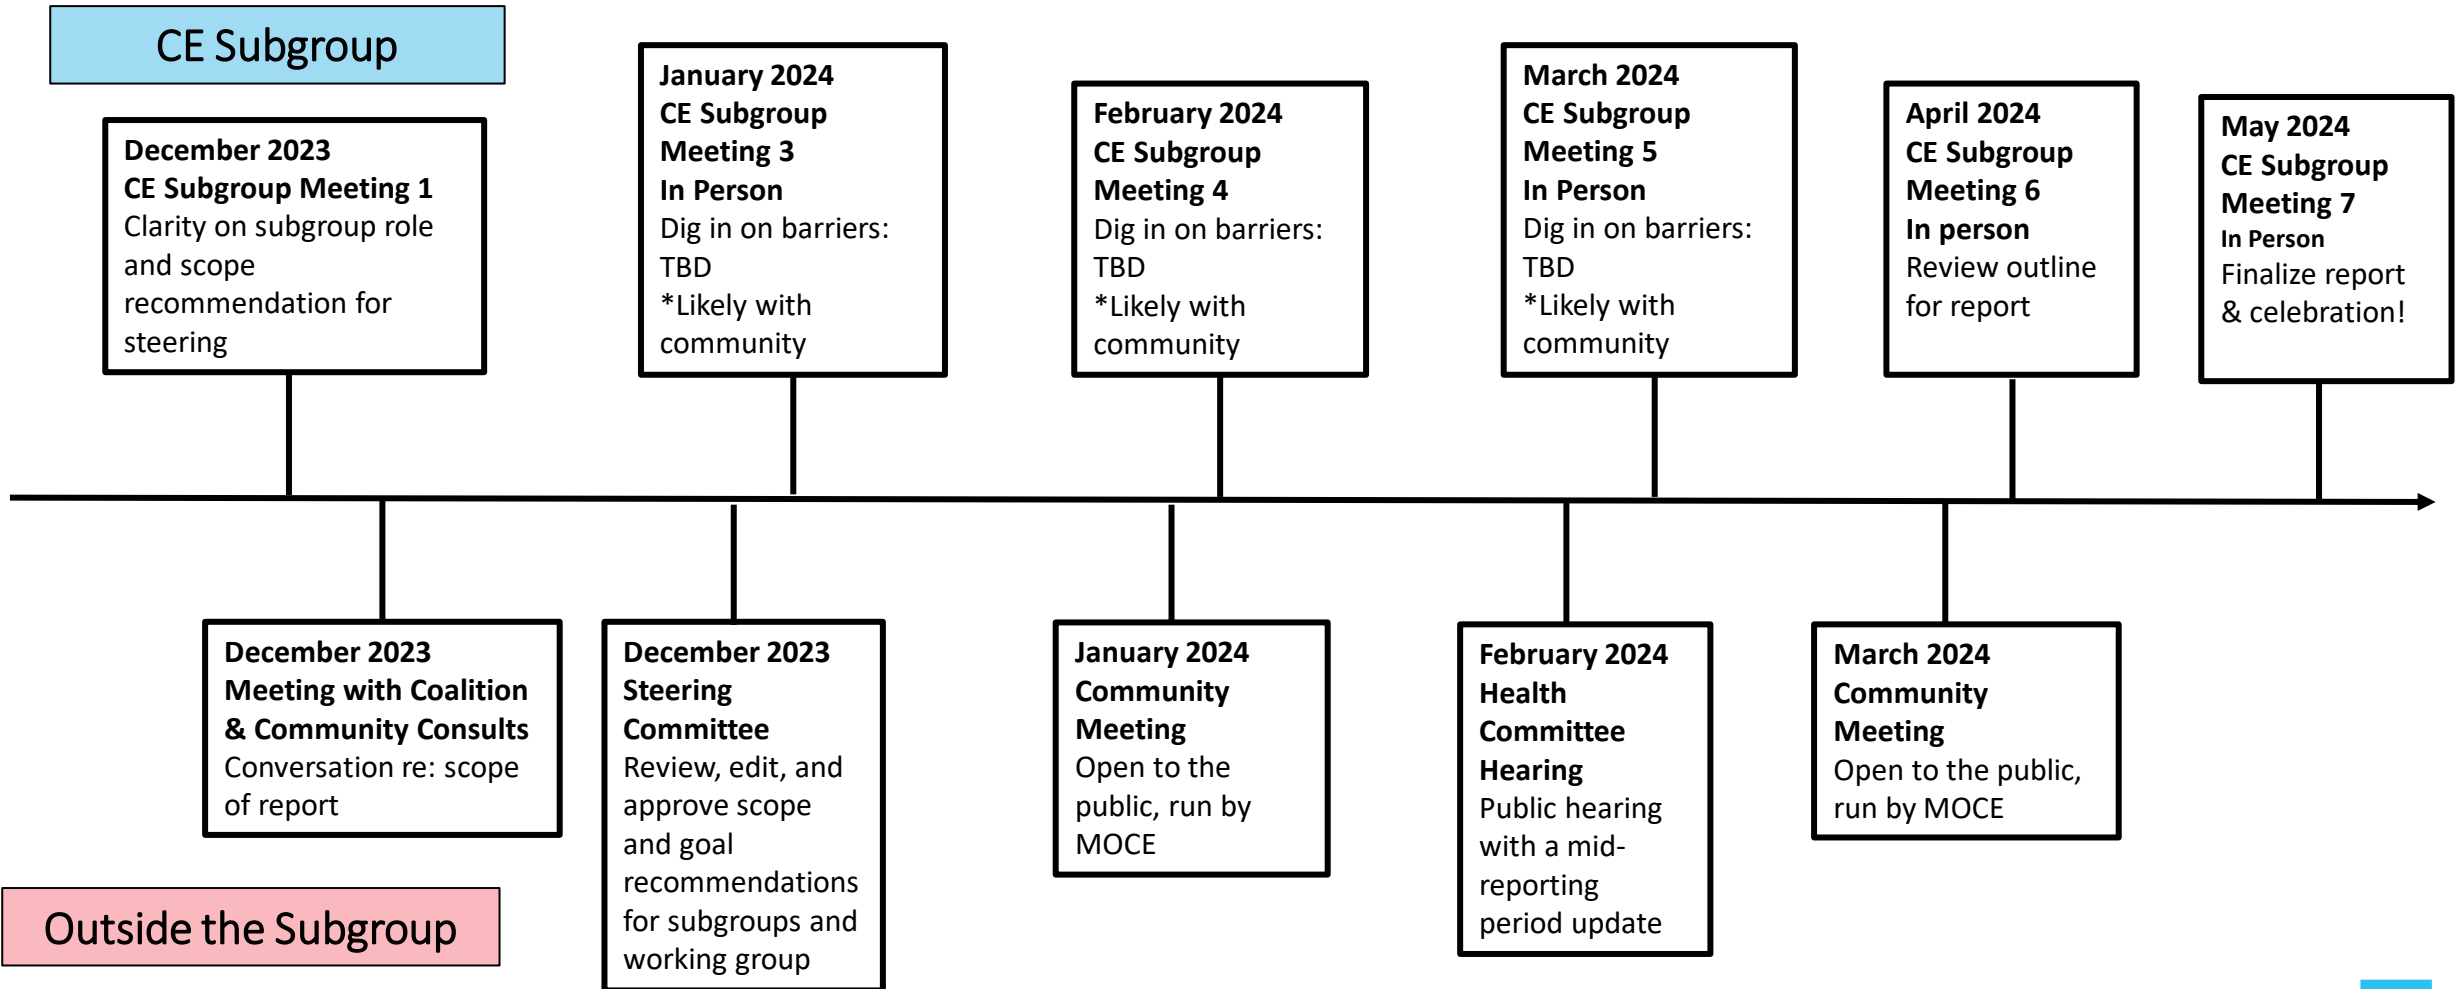 CE Subgroup
December 2023
CE Subgroup Meeting 1
Clarity on subgroup role
and scope
recommendation for
steering
January 2024
CE Subgroup
Meeting 3
In Person
Dig in on barriers:
TBD
*Likely with
community
February 2024
CE Subgroup
Meeting 4
Dig in on barriers:
TBD
*Likely with
community
March 2024
CE Subgroup
Meeting 5
In Person
Dig in on barriers:
TBD
*Likely with
community
April 2024
CE Subgroup
Meeting 6
In person
Review outline
for report
May 2024
CE Subgroup
Meeting 7
In Person
Finalize report
& celebration!
December 2023
Meeting with Coalition
& Community Consults
Conversation re: scope
of report
December 2023
Steering
Committee
Review, edit, and
approve scope
and goal
recommendations
for subgroups and
working group
January 2024
Community
Meeting
Open to the
public, run by
MOCE
February 2024
Health
Committee
Hearing
Public hearing
with a mid-
reporting
period update
March 2024
Community
Meeting
Open to the public,
run by MOCE
Outside the Subgroup